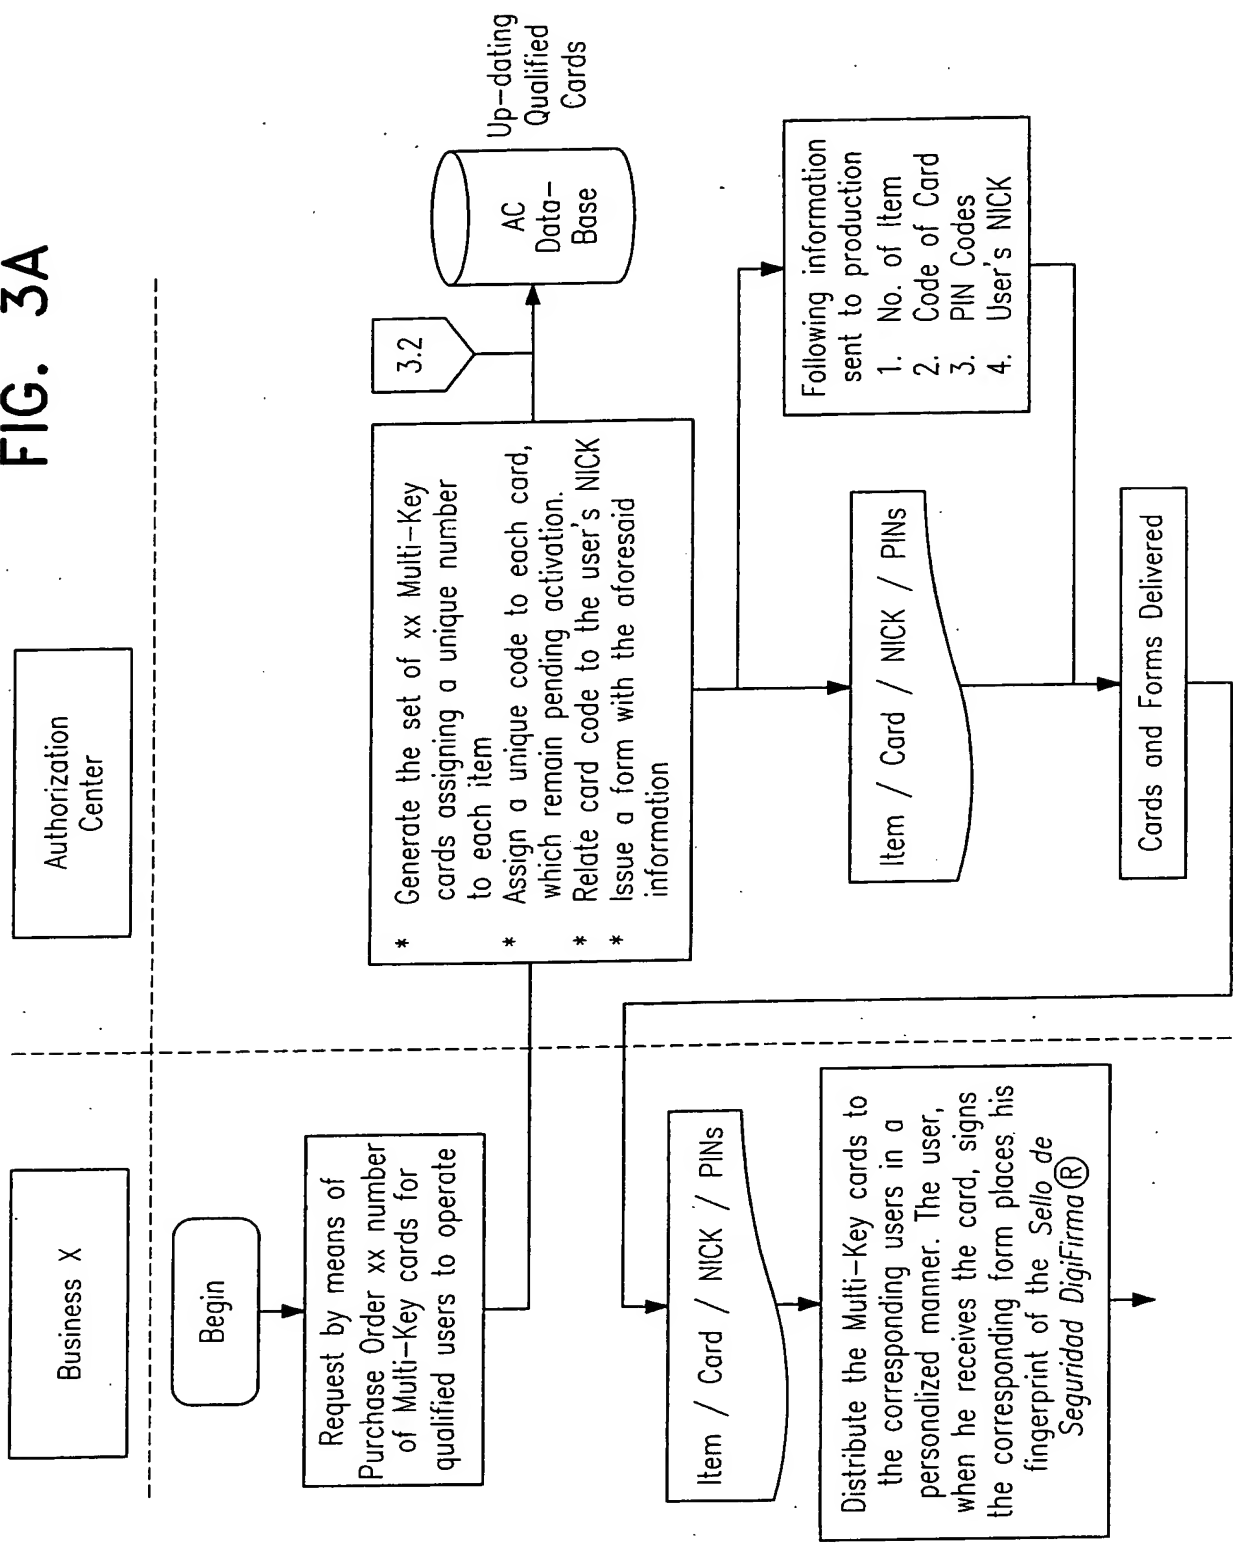 FIG. 3A
Business X
Authorization
Center
Begin
Request by means of
Purchase Order xx number
of Multi-Key cards for
qualified users to operate
* Generate the set of xx Multi-Key
cards assigning a unique number
to each item
* Assign a unique code to each card,
which remain pending activation.
* Relate card code to the user's NICK
* Issue a form with the aforesaid
information
3.2
AC
Data-
Base
Up-dating
Qualified
Cards
Following information
sent to production
1. No. of Item
2. Code of Card
3. PIN Codes
4. User's NICK
Item / Card / NICK / PINs
Cards and Forms Delivered
Item / Card / NICK / PINs
Distribute the Multi-Key cards to
the corresponding users in a
personalized manner. The user,
when he receives the card, signs
the corresponding form places his
fingerprint of the Sello de
Seguridad DigiFirma®